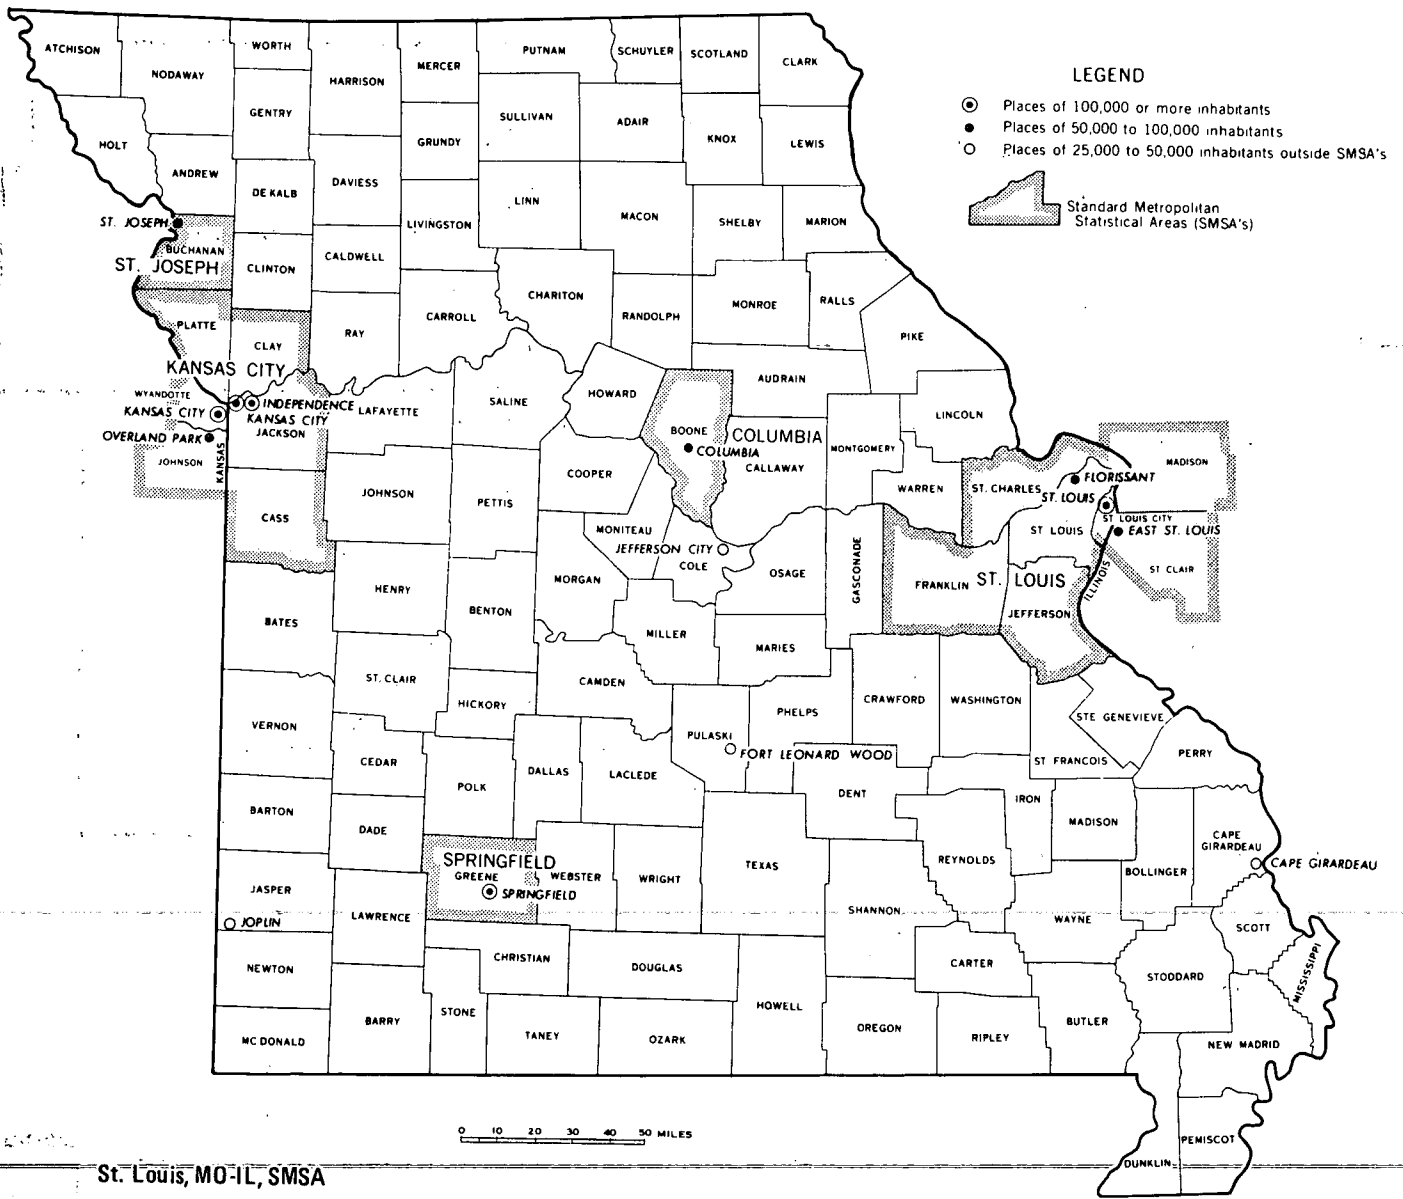 ATCHISON
NODAWAY
WORTH
HARRISON
MERCER
PUTNAM
SCHUYLER
SCOTLAND
CLARK
LEGEND
Places of 100,000 or more inhabitants
Places of 50,000 to 100,000 inhabitants
Places of 25,000 to 50,000 inhabitants outside SMSA's
Standard Metropolitan
Statistical Areas (SMSA's)
HOLT
GENTRY
GRUNDY
SULLIVAN
ADAIR
KNOX
LEWIS
ANDREW
DE KALB
DAVIESS
LIVINGSTON
LINN
MACON
SHELBY
MARION
ST. JOSEPH
BUCHANAN
ST. JOSEPH
CLINTON
CALDWELL
CHARITON
RANDOLPH
MONROE
RALLS
PIKE
PLATTE
CLAY
RAY
CARROLL
KANSAS CITY
WYANDOTTE
KANSAS CITY
INDEPENDENCE
KANSAS CITY
JACKSON
LAFAYETTE
SALINE
HOWARD
AUDRAIN
LINCOLN
OVERLAND PARK
JOHNSON
KANSAS
CASS
JOHNSON
PETTIS
COOPER
BOONE
COLUMBIA
COLUMBIA
CALLAWAY
MONTGOMERY
WARREN
ST. CHARLES
FLORISSANT
MADISON
ST. LOUIS
ST LOUIS
ST LOUIS CITY
EAST ST. LOUIS
ST CLAIR
ILLINOIS
MONITEAU
JEFFERSON CITY
COLE
OSAGE
GASCONADE
FRANKLIN
ST. LOUIS
JEFFERSON
BATES
HENRY
BENTON
MORGAN
MILLER
MARIES
ST. CLAIR
HICKORY
CAMDEN
PULASKI
PHELPS
CRAWFORD
WASHINGTON
STE GENEVIEVE
ST FRANCOIS
PERRY
VERNON
CEDAR
POLK
DALLAS
LACLEDE
FORT LEONARD WOOD
DENT
IRON
MADISON
BARTON
DADE
SPRINGFIELD
GREENE
SPRINGFIELD
WEBSTER
WRIGHT
TEXAS
REYNOLDS
BOLLINGER
CAPE
GIRARDEAU
CAPE GIRARDEAU
JASPER
JOPLIN
LAWRENCE
SHANNON
WAYNE
SCOTT
MISSISSIPPI
NEWTON
CHRISTIAN
DOUGLAS
CARTER
STODDARD
MC DONALD
BARRY
STONE
TANEY
OZARK
HOWELL
OREGON
RIPLEY
BUTLER
NEW MADRID
PEMISCOT
DUNKLIN
0 10 20 30 40 50 MILES
St. Louis, MO-IL, SMSA